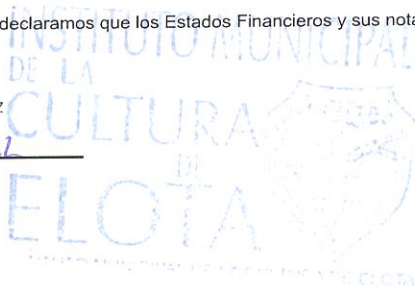 declaramos que los Estados Financieros y sus nota
INSTITUTO MUNICIPAL
DE LA
z
CULTURA
DE
ELOTA